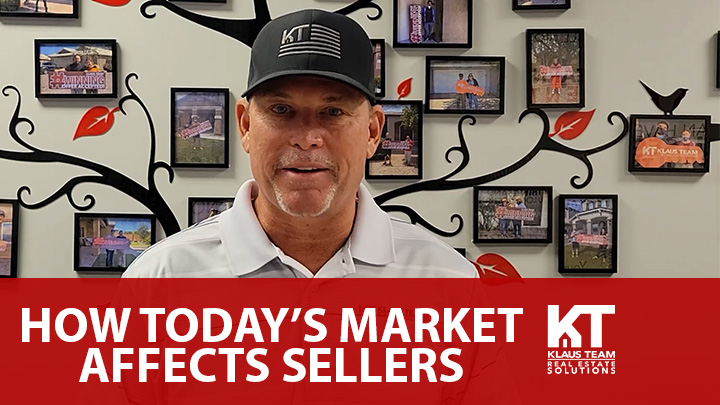 #WINNING
OFFER ACCEPTED
KT
KT KLAUS TEAM
HOW TODAY'S MARKET
AFFECTS SELLERS
KT
KLAUS TEAM
REAL ESTATE
SOLUTIONS